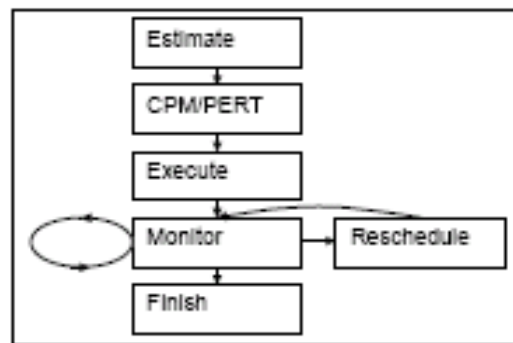 Estimate
CPM/PERT
Execute
Monitor
Reschedule
Finish